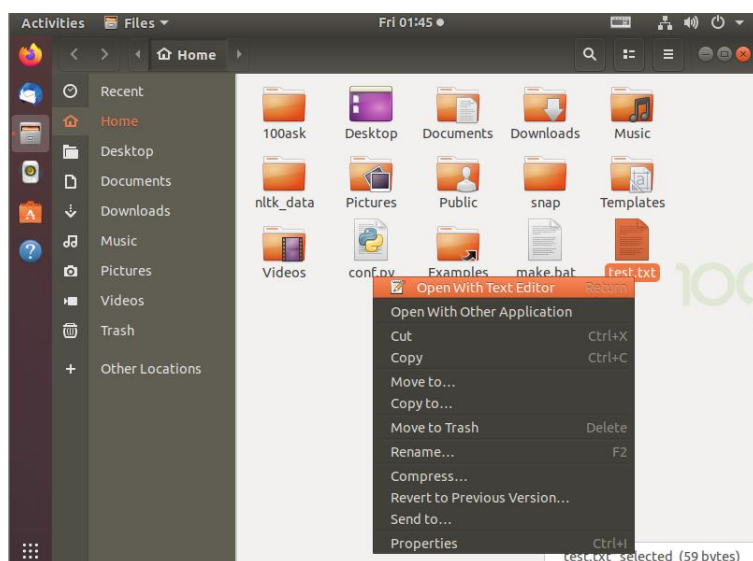 Activities Files Fri 01:45
Home
Recent
Home
Desktop
Documents
Downloads
Music
Pictures
Videos
Trash
Other Locations
100ask Desktop Documents Downloads Music
nltk_data Pictures Public snap Templates
Videos conf.py Examples make.bat test.txt
100
Open With Text Editor Return
Open With Other Application
Cut Ctrl+X
Copy Ctrl+C
Move to...
Copy to...
Move to Trash Delete
Rename... F2
Compress...
Revert to Previous Version...
Send to...
Properties Ctrl+I
"test.txt" selected (59 bytes)